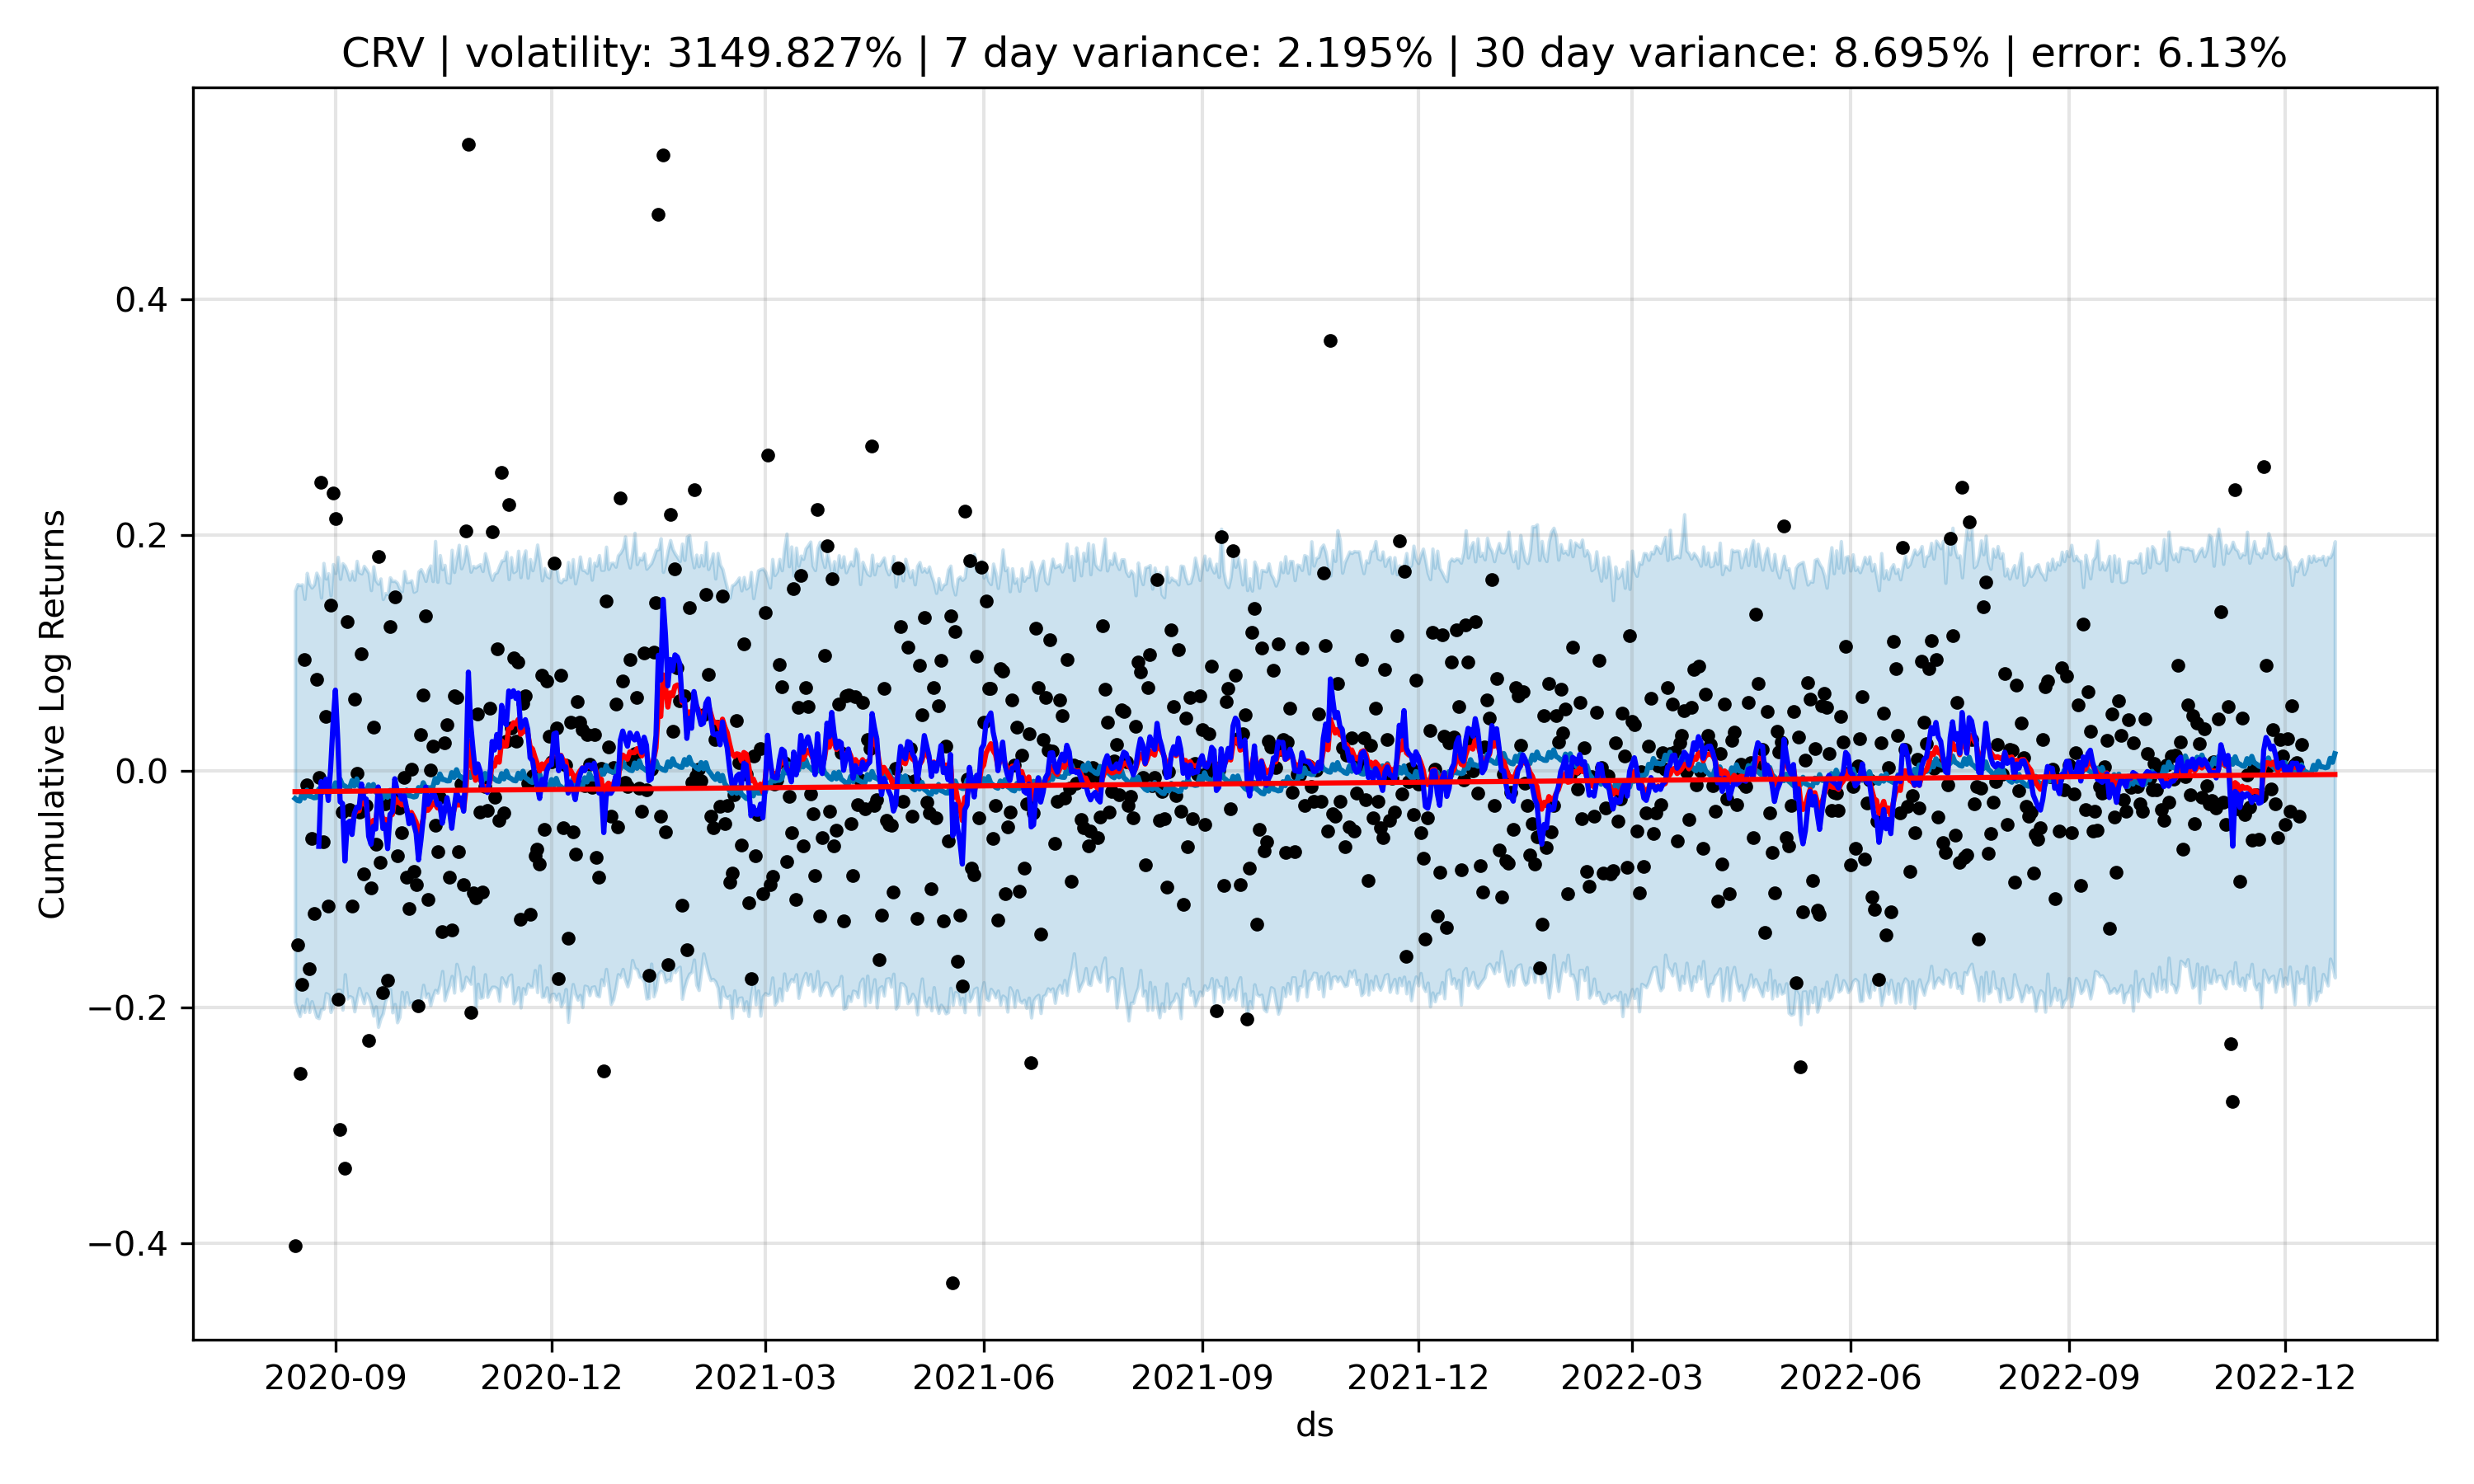 CRV | volatility: 3149.827% | 7 day variance: 2.195% | 30 day variance: 8.695% | error: 6.13%
Cumulative Log Returns
0.4
0.2
0.0
−0.2
−0.4
2020-09 2020-12 2021-03 2021-06 2021-09 2021-12 2022-03 2022-06 2022-09 2022-12
ds